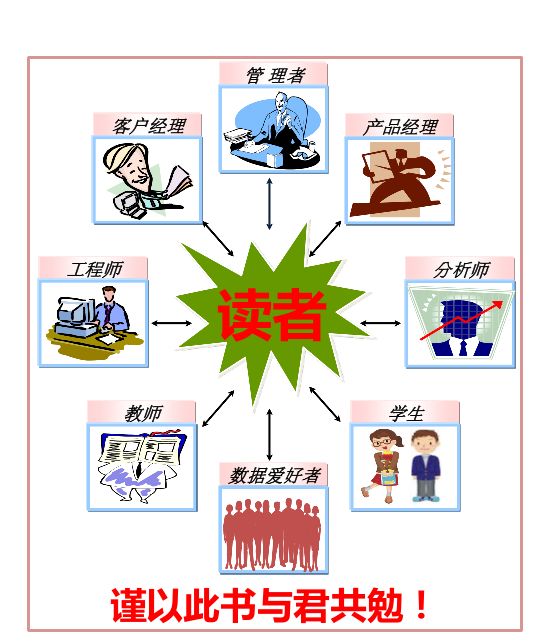 管 理者
客户经理
产品经理
工程师
读者
分析师
教师
学生
数据爱好者
谨以此书与君共勉！